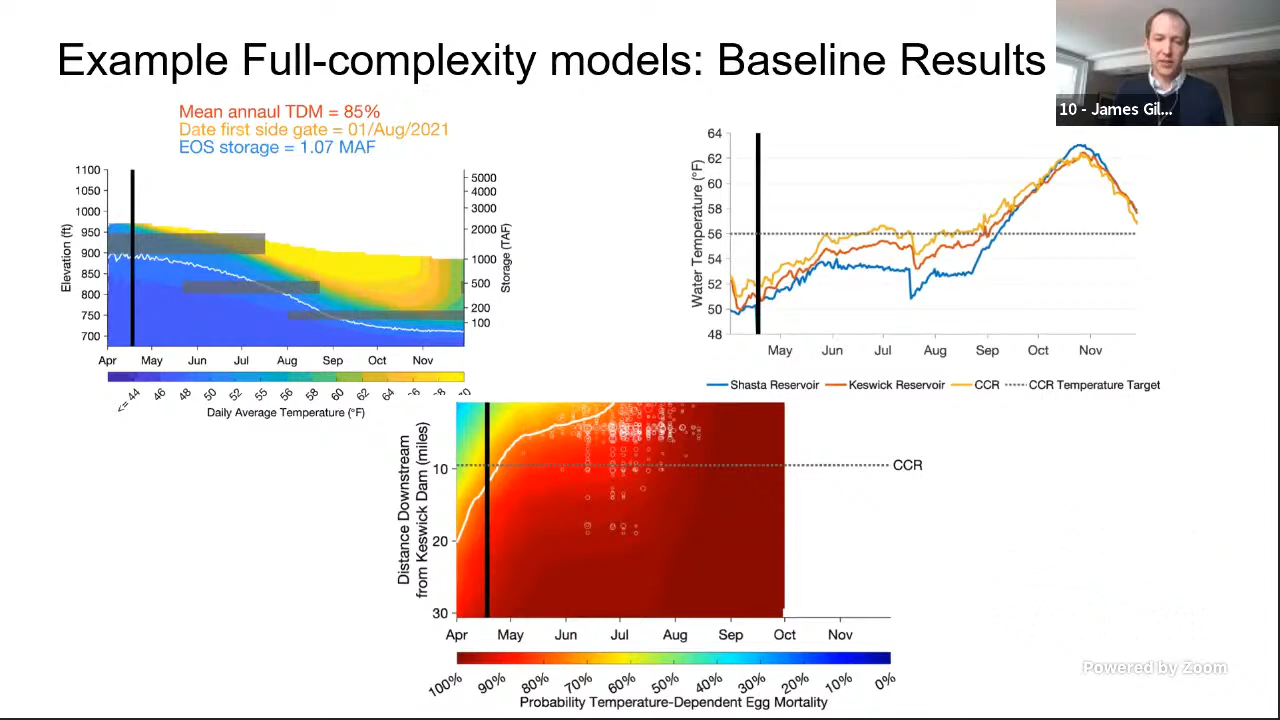 Example Full-complexity models: Baseline Results
10 - James Gil...
Mean annaul TDM = 85%
Date first side gate = 01/Aug/2021
EOS storage = 1.07 MAF
Elevation (ft)
1100
1050
1000
950
900
850
800
750
700
5000
4000
3000
2000
1000
500
200
100
Storage (TAF)
Apr May Jun Jul Aug Sep Oct Nov
<= 44 46 48 50 52 55 56 58 60 62 64
Daily Average Temperature (°F)
Water Temperature (°F)
64
62
60
58
56
54
52
50
48
May Jun Jul Aug Sep Oct Nov
Shasta Reservoir Keswick Reservoir CCR CCR Temperature Target
Distance Downstream
from Keswick Dam (miles)
10
20
30
CCR
Apr May Jun Jul Aug Sep Oct Nov
100% 90% 80% 70% 60% 50% 40% 30% 20% 10% 0%
Probability Temperature-Dependent Egg Mortality
Powered by Zoom